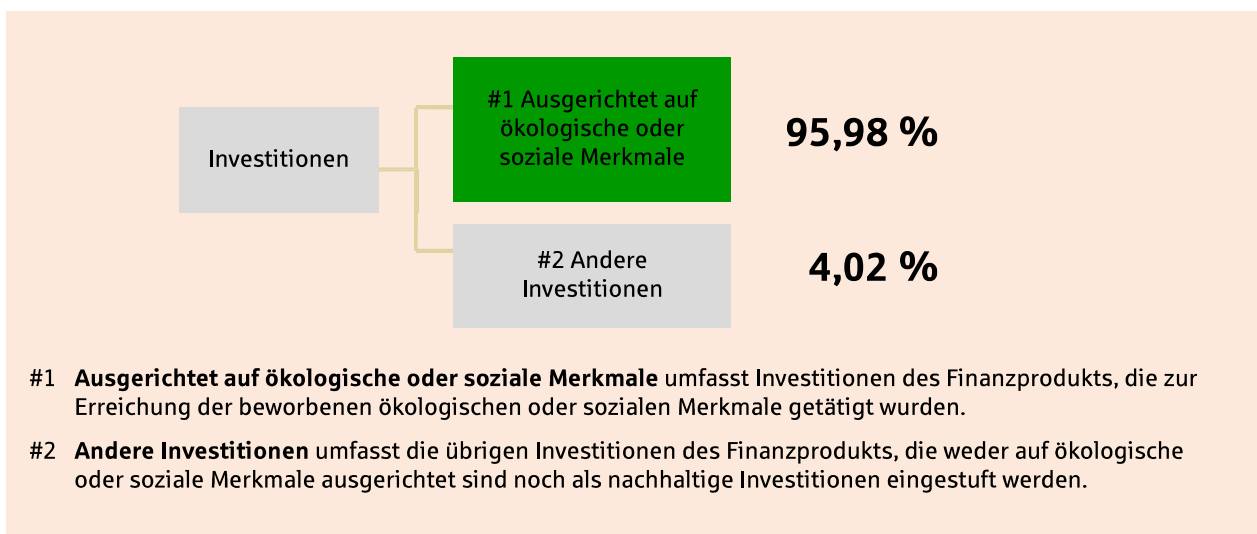 Investitionen
#1 Ausgerichtet auf
ökologische oder
soziale Merkmale
95,98 %
#2 Andere
Investitionen
4,02 %
#1 Ausgerichtet auf ökologische oder soziale Merkmale umfasst Investitionen des Finanzprodukts, die zur
Erreichung der beworbenen ökologischen oder sozialen Merkmale getätigt wurden.
#2 Andere Investitionen umfasst die übrigen Investitionen des Finanzprodukts, die weder auf ökologische
oder soziale Merkmale ausgerichtet sind noch als nachhaltige Investitionen eingestuft werden.